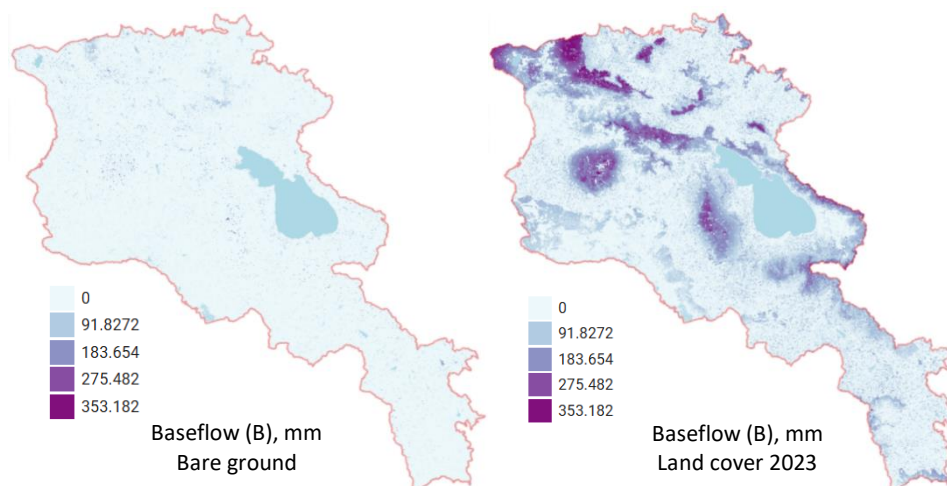 0
91.8272
183.654
275.482
353.182
Baseflow (B), mm
Bare ground
0
91.8272
183.654
275.482
353.182
Baseflow (B), mm
Land cover 2023